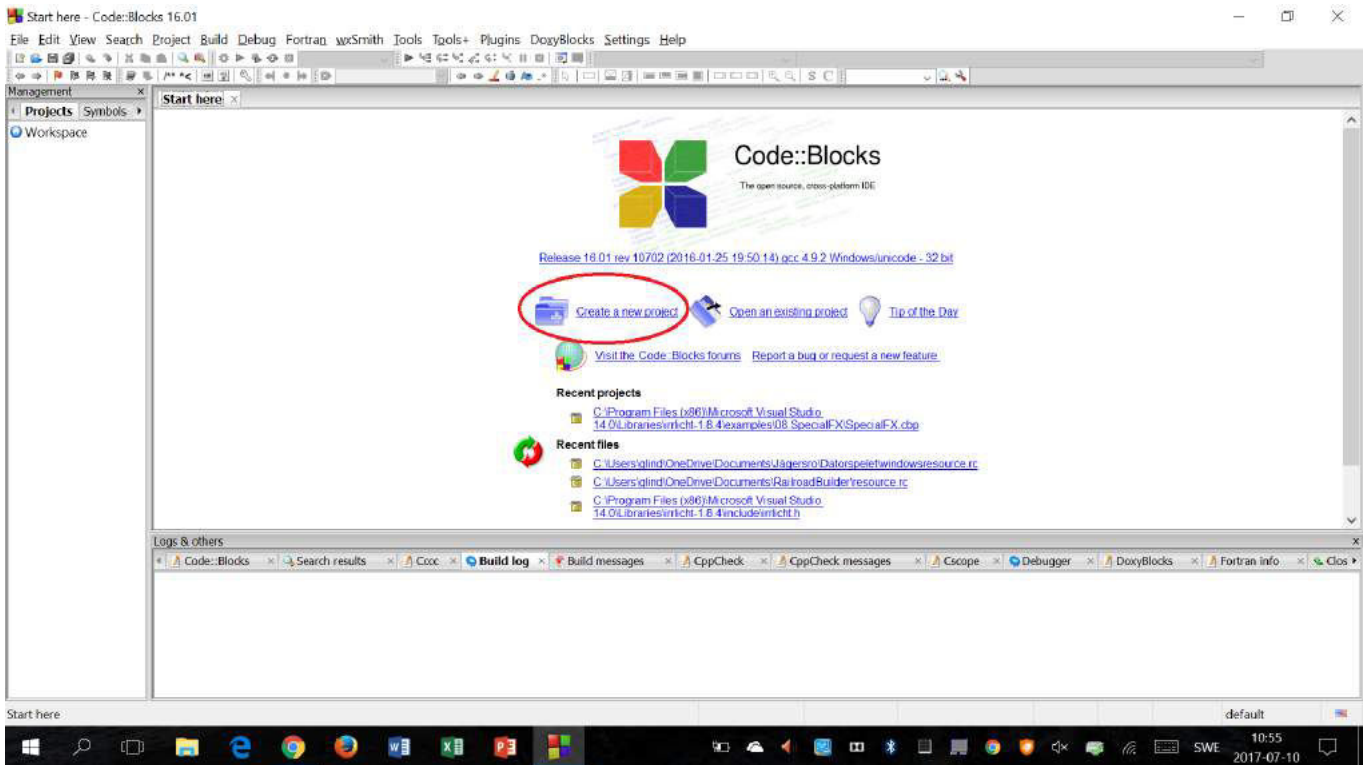 Start here - Code::Blocks 16.01
File Edit View Search Project Build Debug Fortran wxSmith Tools Tools+ Plugins DoxyBlocks Settings Help
S C
Management
Start here
Projects Symbols
Workspace
Code::Blocks
The open source, cross-platform IDE
Release 16.01 rev 10702 (2016-01-25 19:50:14) gcc 4.9.2 Windows/unicode - 32 bit
Create a new project Open an existing project Tip of the Day
Visit the Code::Blocks forums Report a bug or request a new feature
Recent projects
C:\Program Files (x86)\Microsoft Visual Studio
14.0\Libraries\irrlicht-1.8.4\examples\08.SpecialFX\SpecialFX.cbp
Recent files
C:\Users\glind\OneDrive\Documents\Jägersro\Datorspelet\windowsresource.rc
C:\Users\glind\OneDrive\Documents\RailroadBuilder\resource.rc
C:\Program Files (x86)\Microsoft Visual Studio
14.0\Libraries\irrlicht-1.8.4\include\irrlicht.h
Logs & others
Code::Blocks Search results Cccc Build log Build messages CppCheck CppCheck messages Cscope Debugger DoxyBlocks Fortran info Clos
Start here default
SWE 10:55
2017-07-10